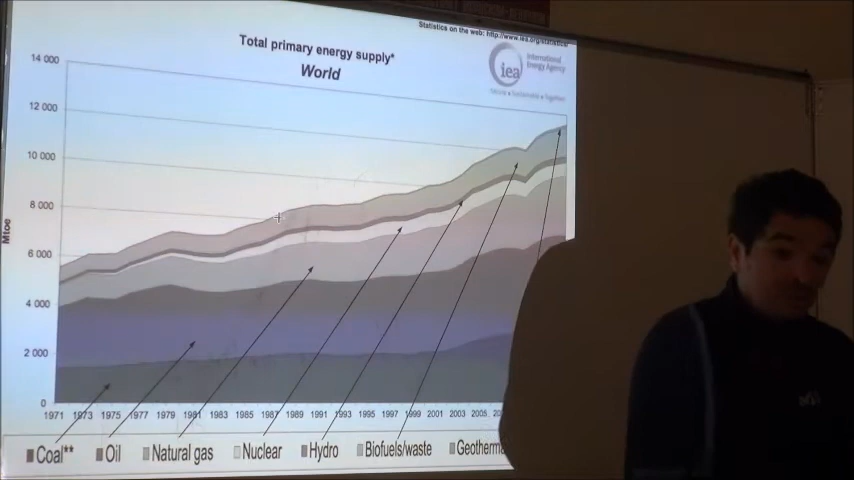 Statistics on the web: http://www.iea.org/statistics/
Total primary energy supply*
World
iea
International
Energy Agency
14 000
12 000
10 000
8 000
6 000
4 000
2 000
0
Mtoe
1971 1973 1975 1977 1979 1981 1983 1985 1987 1989 1991 1993 1995 1997 1999 2001 2003 2005
Coal** Oil Natural gas Nuclear Hydro Biofuels/waste Geotherma